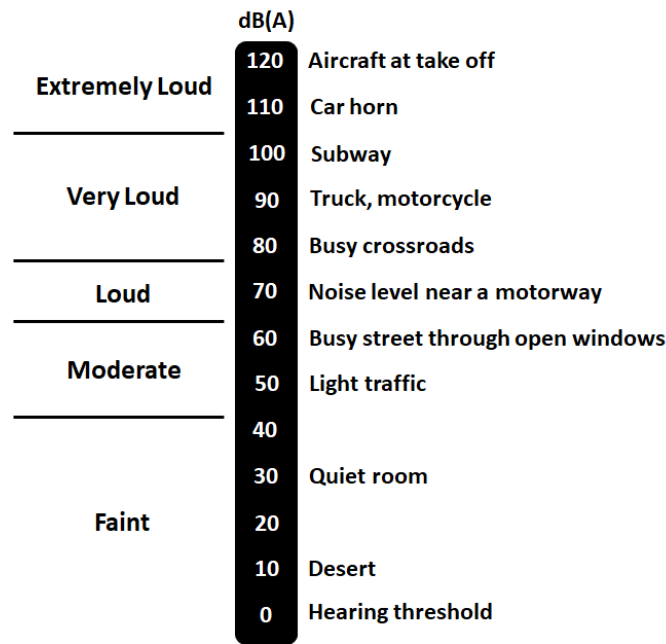 dB(A)
120 Aircraft at take off
Extremely Loud
110 Car horn
100 Subway
Very Loud
90 Truck, motorcycle
80 Busy crossroads
Loud
70 Noise level near a motorway
60 Busy street through open windows
Moderate
50 Light traffic
40
30 Quiet room
Faint
20
10 Desert
0 Hearing threshold